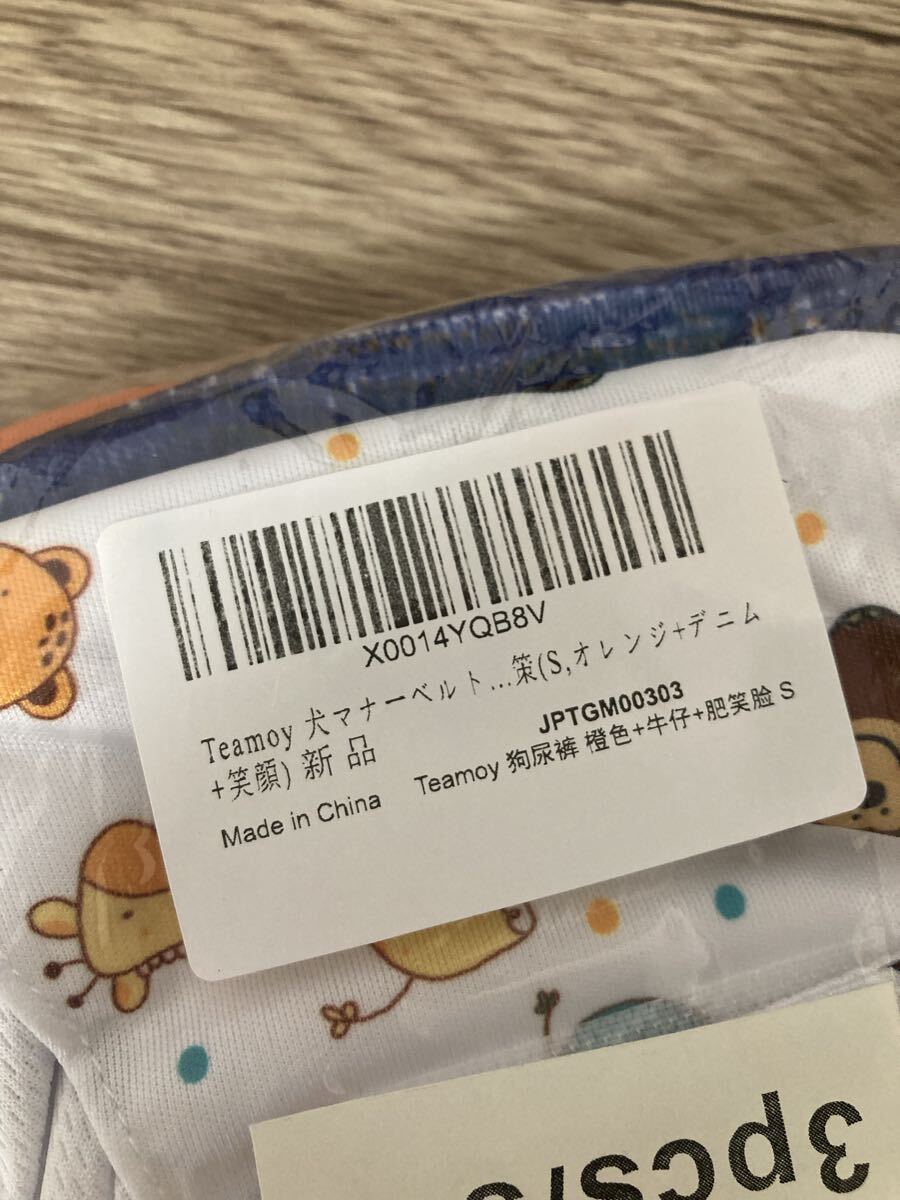 X0014YQB8V
Teamoy 犬マナーベルト...策(S,オレンジ+デニム
+笑顔) 新品
JPTGM00303
Made in China
Teamoy 狗尿裤 橙色+牛仔+肥笑脸 S
3pcs/s